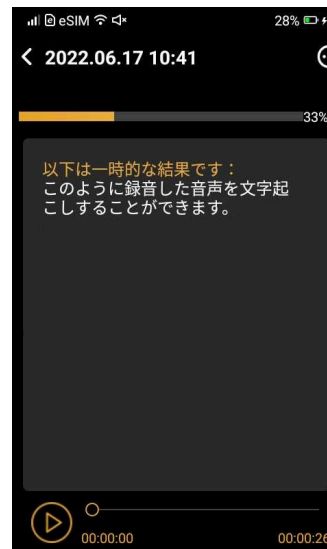 eSIM 28%
2022.06.17 10:41
33%
以下は一時的な結果です：
このように録音した音声を文字起
こしすることができます。
00:00:00 00:00:26